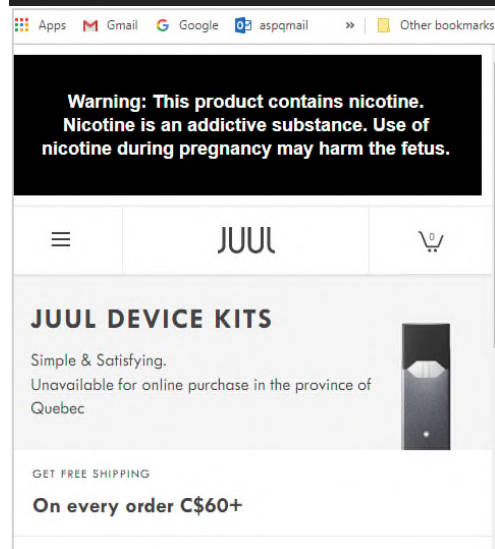 Apps Gmail Google aspqmail » Other bookmarks
Warning: This product contains nicotine.
Nicotine is an addictive substance. Use of
nicotine during pregnancy may harm the fetus.
JUUL 0
JUUL DEVICE KITS
Simple & Satisfying.
Unavailable for online purchase in the province of
Quebec
GET FREE SHIPPING
On every order C$60+